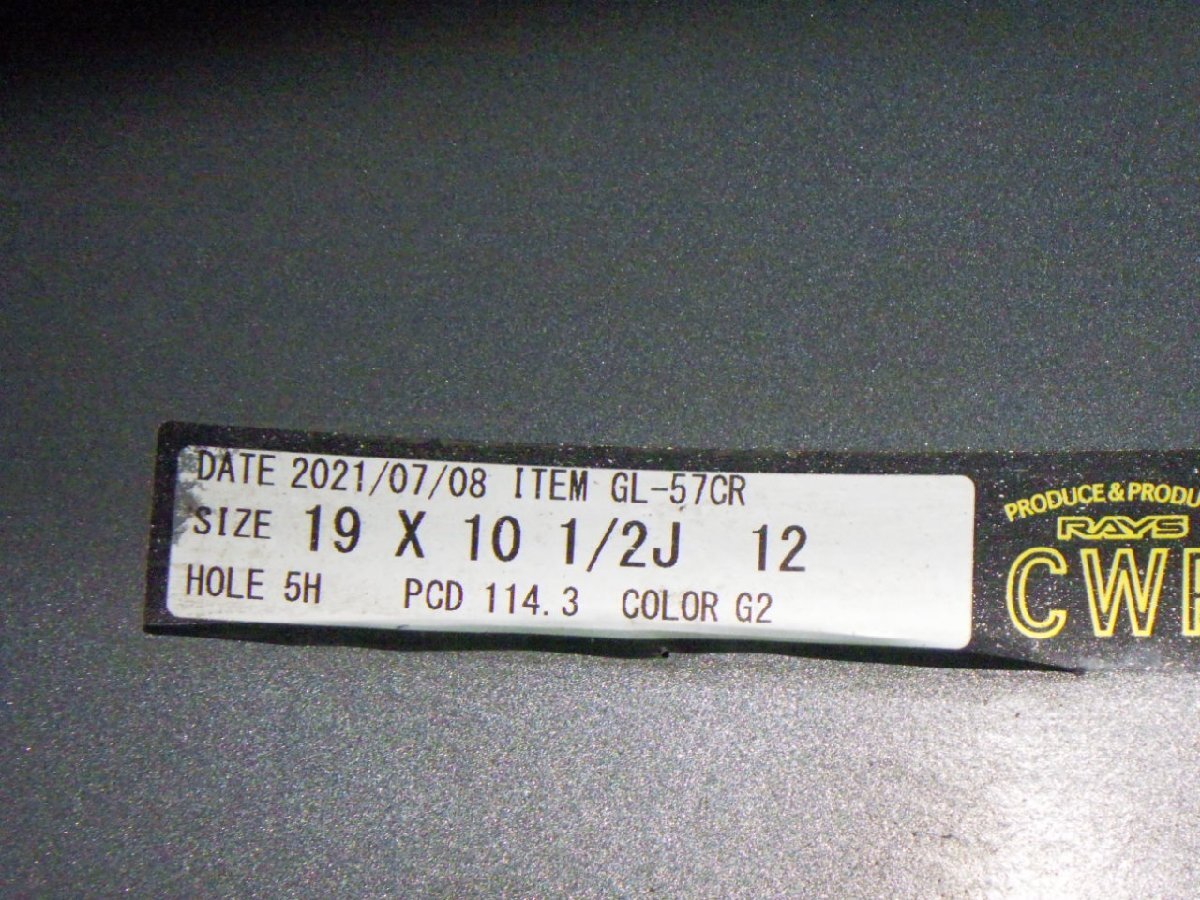 DATE 2021/07/08 ITEM GL-57CR
SIZE 19 X 10 1/2J 12
HOLE 5H PCD 114.3 COLOR G2
PRODUCE & PRODU
RAYS
CW